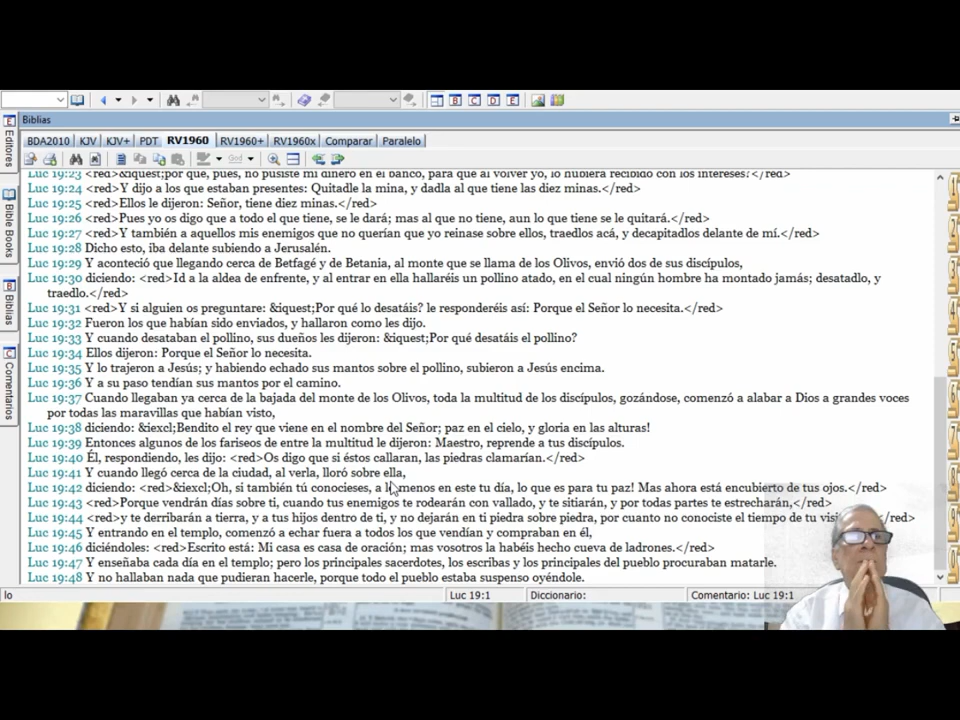 Biblias
BDA2010 KJV KJV+ PDT RV1960 RV1960+ RV1960x Comparar Paralelo
Editores
Bible Books
Biblias
Comentarios
Luc 19:23 <red>&iquest;por qué, pues, no pusiste mi dinero en el banco, para que al volver yo, lo hubiera recibido con los intereses?</red>
Luc 19:24 <red>Y dijo a los que estaban presentes: Quitadle la mina, y dadla al que tiene las diez minas.</red>
Luc 19:25 <red>Ellos le dijeron: Señor, tiene diez minas.</red>
Luc 19:26 <red>Pues yo os digo que a todo el que tiene, se le dará; mas al que no tiene, aun lo que tiene se le quitará.</red>
Luc 19:27 <red>Y también a aquellos mis enemigos que no querían que yo reinase sobre ellos, traedlos acá, y decapitadlos delante de mí.</red>
Luc 19:28 Dicho esto, iba delante subiendo a Jerusalén.
Luc 19:29 Y aconteció que llegando cerca de Betfagé y de Betania, al monte que se llama de los Olivos, envió dos de sus discípulos,
Luc 19:30 diciendo: <red>Id a la aldea de enfrente, y al entrar en ella hallaréis un pollino atado, en el cual ningún hombre ha montado jamás; desatadlo, y
traedlo.</red>
Luc 19:31 <red>Y si alguien os preguntare: &iquest;Por qué lo desatáis? le responderéis así: Porque el Señor lo necesita.</red>
Luc 19:32 Fueron los que habían sido enviados, y hallaron como les dijo.
Luc 19:33 Y cuando desataban el pollino, sus dueños les dijeron: &iquest;Por qué desatáis el pollino?
Luc 19:34 Ellos dijeron: Porque el Señor lo necesita.
Luc 19:35 Y lo trajeron a Jesús; y habiendo echado sus mantos sobre el pollino, subieron a Jesús encima.
Luc 19:36 Y a su paso tendían sus mantos por el camino.
Luc 19:37 Cuando llegaban ya cerca de la bajada del monte de los Olivos, toda la multitud de los discípulos, gozándose, comenzó a alabar a Dios a grandes voces
por todas las maravillas que habían visto,
Luc 19:38 diciendo: &iexcl;Bendito el rey que viene en el nombre del Señor; paz en el cielo, y gloria en las alturas!
Luc 19:39 Entonces algunos de los fariseos de entre la multitud le dijeron: Maestro, reprende a tus discípulos.
Luc 19:40 Él, respondiendo, les dijo: <red>Os digo que si éstos callaran, las piedras clamarían.</red>
Luc 19:41 Y cuando llegó cerca de la ciudad, al verla, lloró sobre ella,
Luc 19:42 diciendo: <red>&iexcl;Oh, si también tú conocieses, a lo menos en este tu día, lo que es para tu paz! Mas ahora está encubierto de tus ojos.</red>
Luc 19:43 <red>Porque vendrán días sobre ti, cuando tus enemigos te rodearán con vallado, y te sitiarán, y por todas partes te estrecharán,</red>
Luc 19:44 <red>y te derribarán a tierra, y a tus hijos dentro de ti, y no dejarán en ti piedra sobre piedra, por cuanto no conociste el tiempo de tu
Luc 19:45 Y entrando en el templo, comenzó a echar fuera a todos los que vendían y compraban en él,
Luc 19:46 diciéndoles: <red>Escrito está: Mi casa es casa de oración; mas vosotros la habéis hecho cueva de ladrones.</red>
Luc 19:47 Y enseñaba cada día en el templo; pero los principales sacerdotes, los escribas y los principales del pueblo procuraban matarle.
Luc 19:48 Y no hallaban nada que pudieran hacerle, porque todo el pueblo estaba suspenso oyéndole.
lo Luc 19:1 Diccionario: Comentario: Luc 19:1